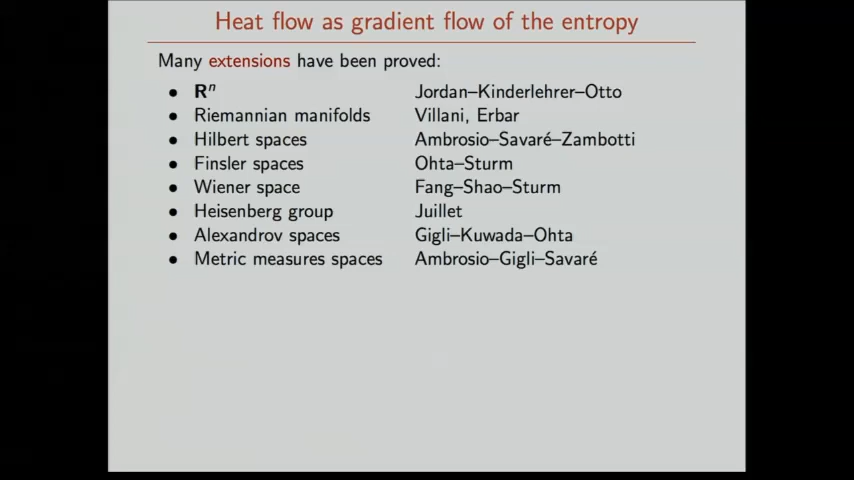 Heat flow as gradient flow of the entropy
Many extensions have been proved:
• Rⁿ Jordan–Kinderlehrer–Otto
• Riemannian manifolds Villani, Erbar
• Hilbert spaces Ambrosio–Savaré–Zambotti
• Finsler spaces Ohta–Sturm
• Wiener space Fang–Shao–Sturm
• Heisenberg group Juillet
• Alexandrov spaces Gigli–Kuwada–Ohta
• Metric measures spaces Ambrosio–Gigli–Savaré